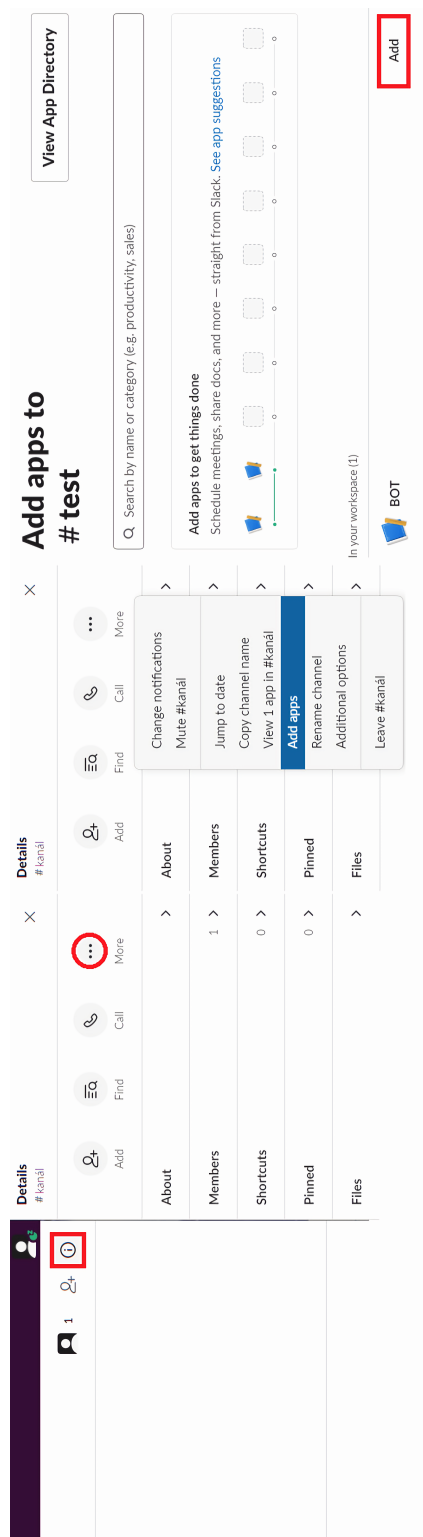 1
Details
# kanál
Add
Find
Call
More
About
Members
1
Shortcuts
0
Pinned
0
Files
Details
# kanál
Add
Find
Call
More
About
Members
Shortcuts
Pinned
Files
Change notifications
Mute #kanál
Jump to date
Copy channel name
View 1 app in #kanál
Add apps
Rename channel
Additional options
Leave #kanál
Add apps to
# test
View App Directory
Search by name or category (e.g. productivity, sales)
Add apps to get things done
Schedule meetings, share docs, and more — straight from Slack. See app suggestions
In your workspace (1)
BOT
Add